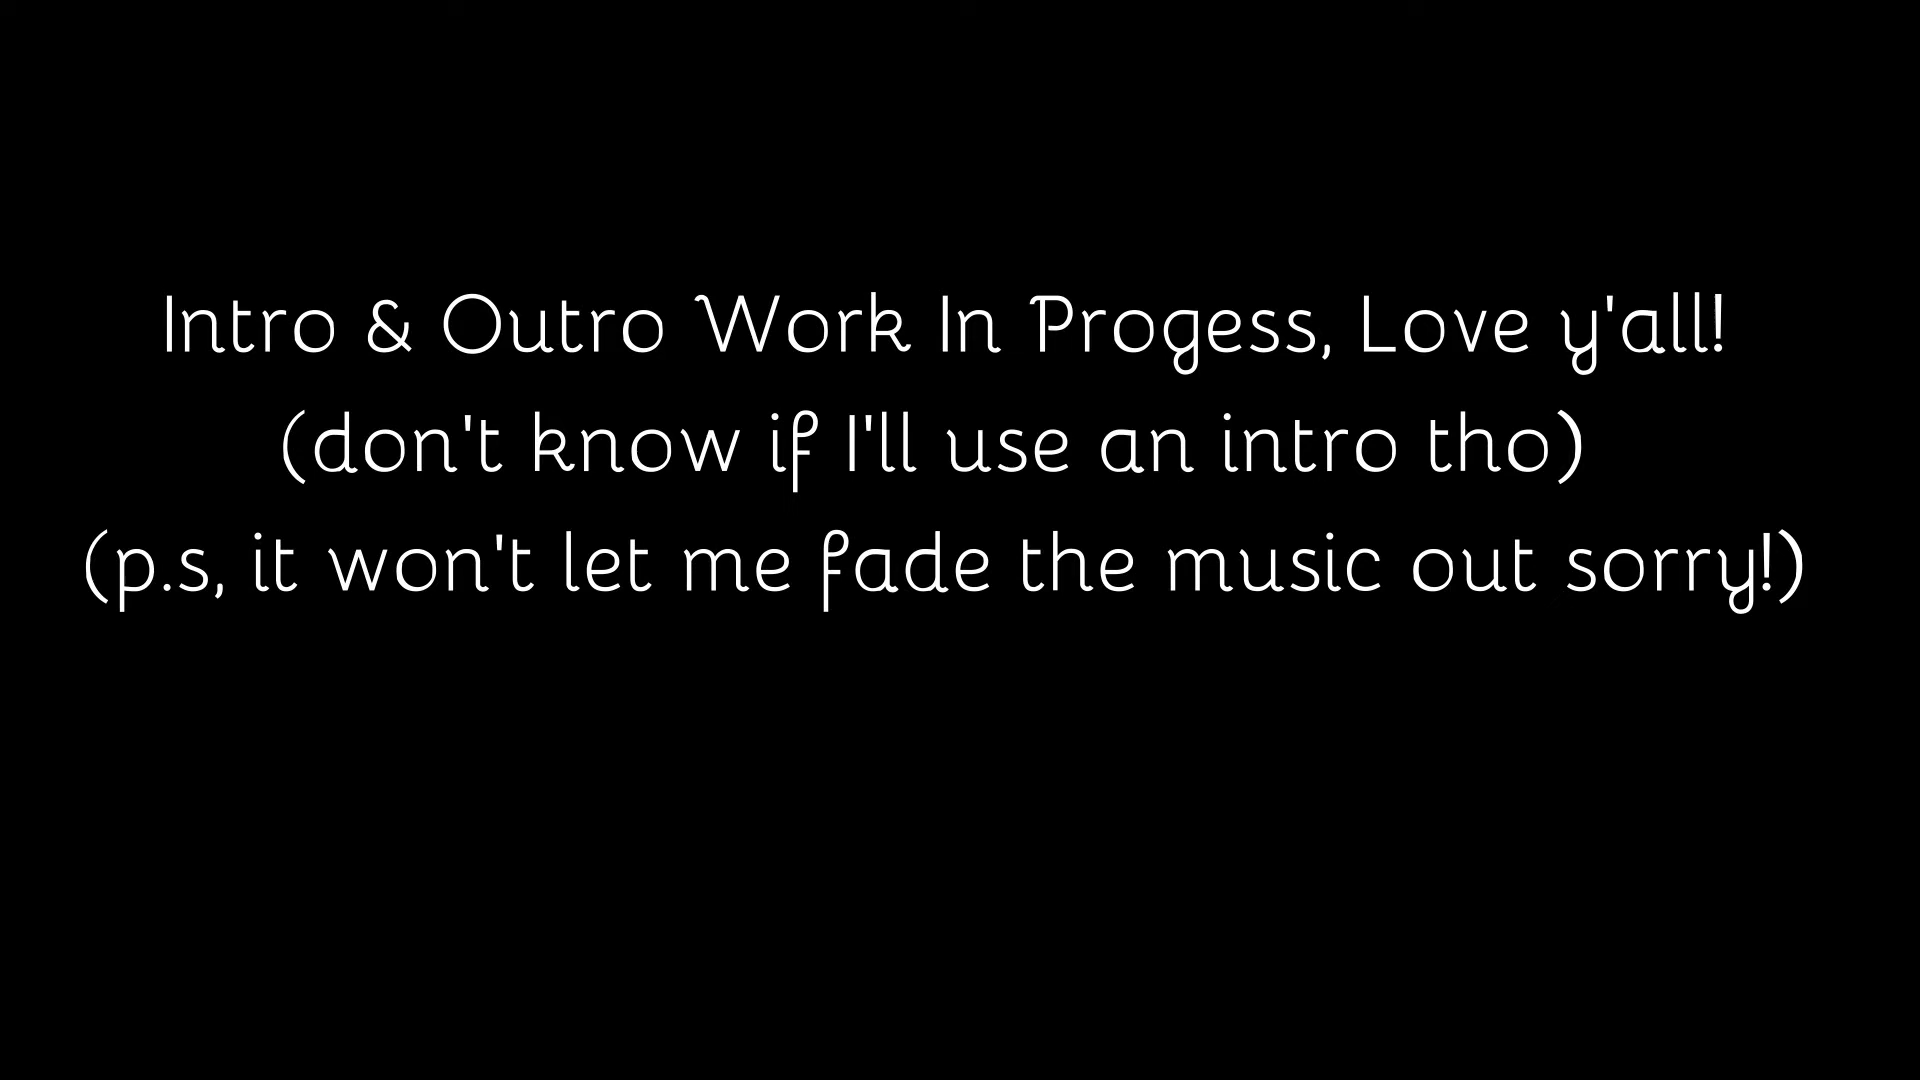 Intro & Outro Work In Progess, Love y'all!
(don't know if I'll use an intro tho)
(p.s, it won't let me fade the music out sorry!)